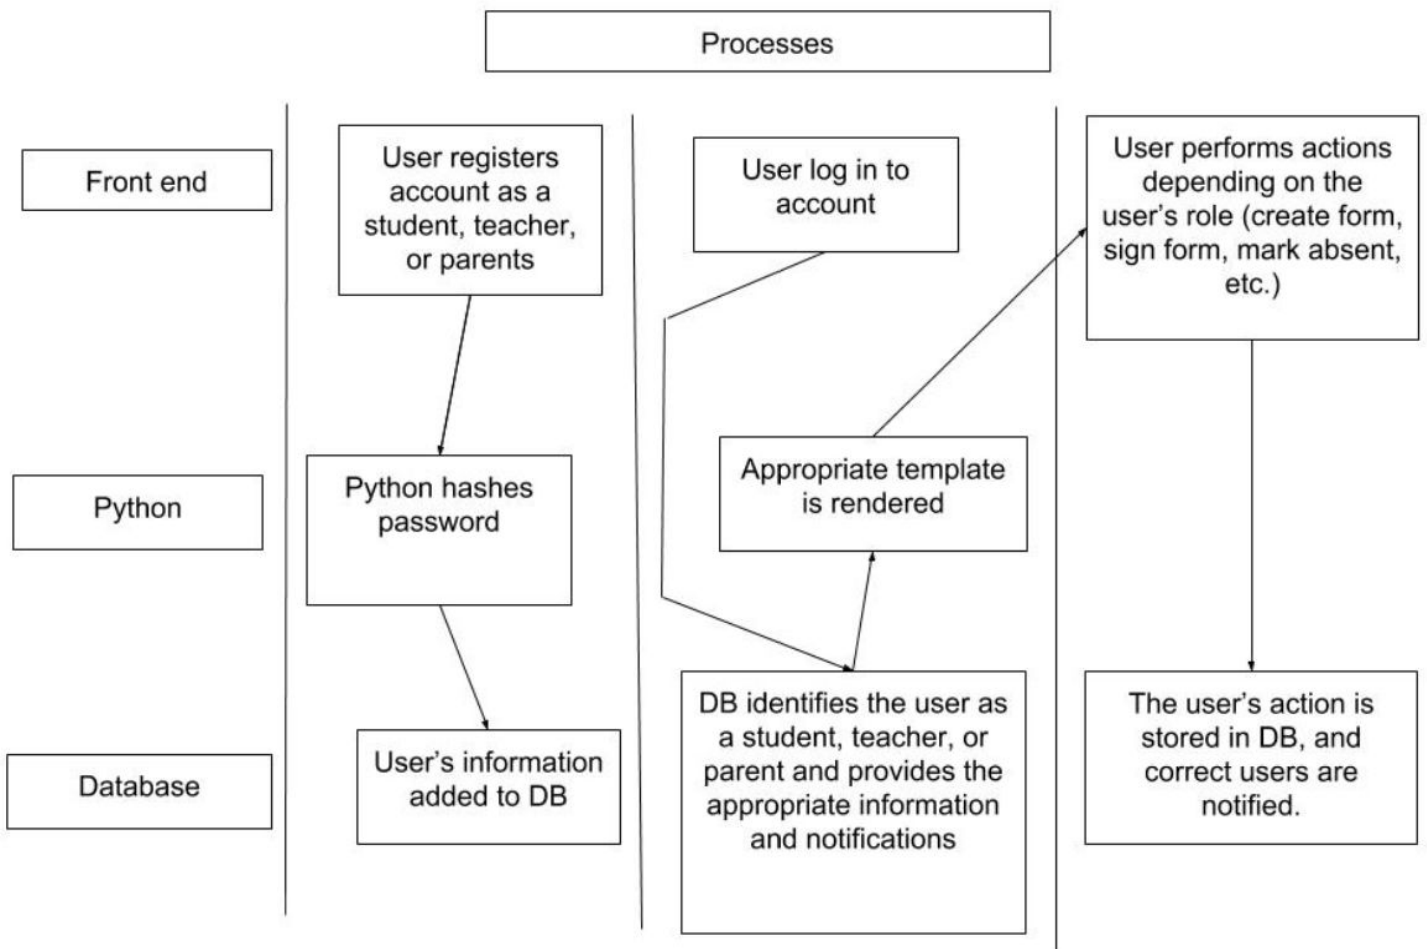 Processes
Front end
User registers
account as a
student, teacher,
or parents
User log in to
account
User performs actions
depending on the
user's role (create form,
sign form, mark absent,
etc.)
Python
Python hashes
password
Appropriate template
is rendered
Database
User's information
added to DB
DB identifies the user as
a student, teacher, or
parent and provides the
appropriate information
and notifications
The user's action is
stored in DB, and
correct users are
notified.